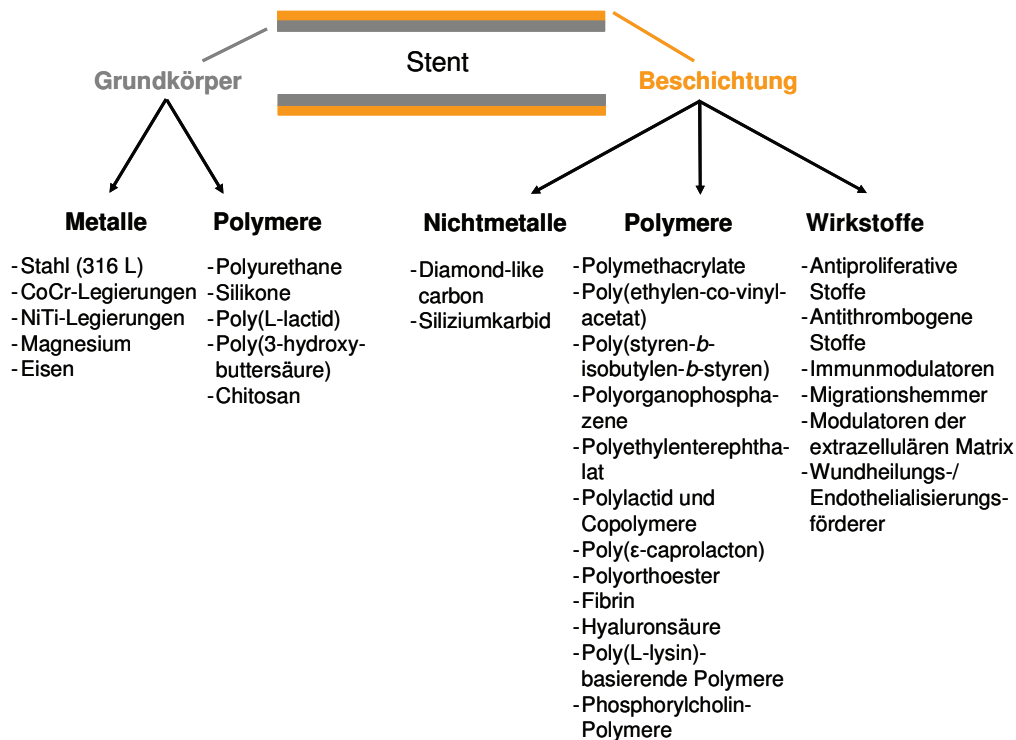 Stent
Grundkörper
Beschichtung
Metalle
-Stahl (316 L)
-CoCr-Legierungen
-NiTi-Legierungen
-Magnesium
-Eisen
Polymere
-Polyurethane
-Silikone
-Poly(L-lactid)
-Poly(3-hydroxy-
buttersäure)
-Chitosan
Nichtmetalle
-Diamond-like
carbon
-Siliziumkarbid
Polymere
-Polymethacrylate
-Poly(ethylen-co-vinyl-
acetat)
-Poly(styren-b-
isobutylen-b-styren)
-Polyorganophospha-
zene
-Polyethylenterephtha-
lat
-Polylactid und
Copolymere
-Poly(ε-caprolacton)
-Polyorthoester
-Fibrin
-Hyaluronsäure
-Poly(L-lysin)-
basierende Polymere
-Phosphorylcholin-
Polymere
Wirkstoffe
-Antiproliferative
Stoffe
-Antithrombogene
Stoffe
-Immunmodulatoren
-Migrationshemmer
-Modulatoren der
extrazellulären Matrix
-Wundheilungs-/
Endothelialisierungs-
förderer